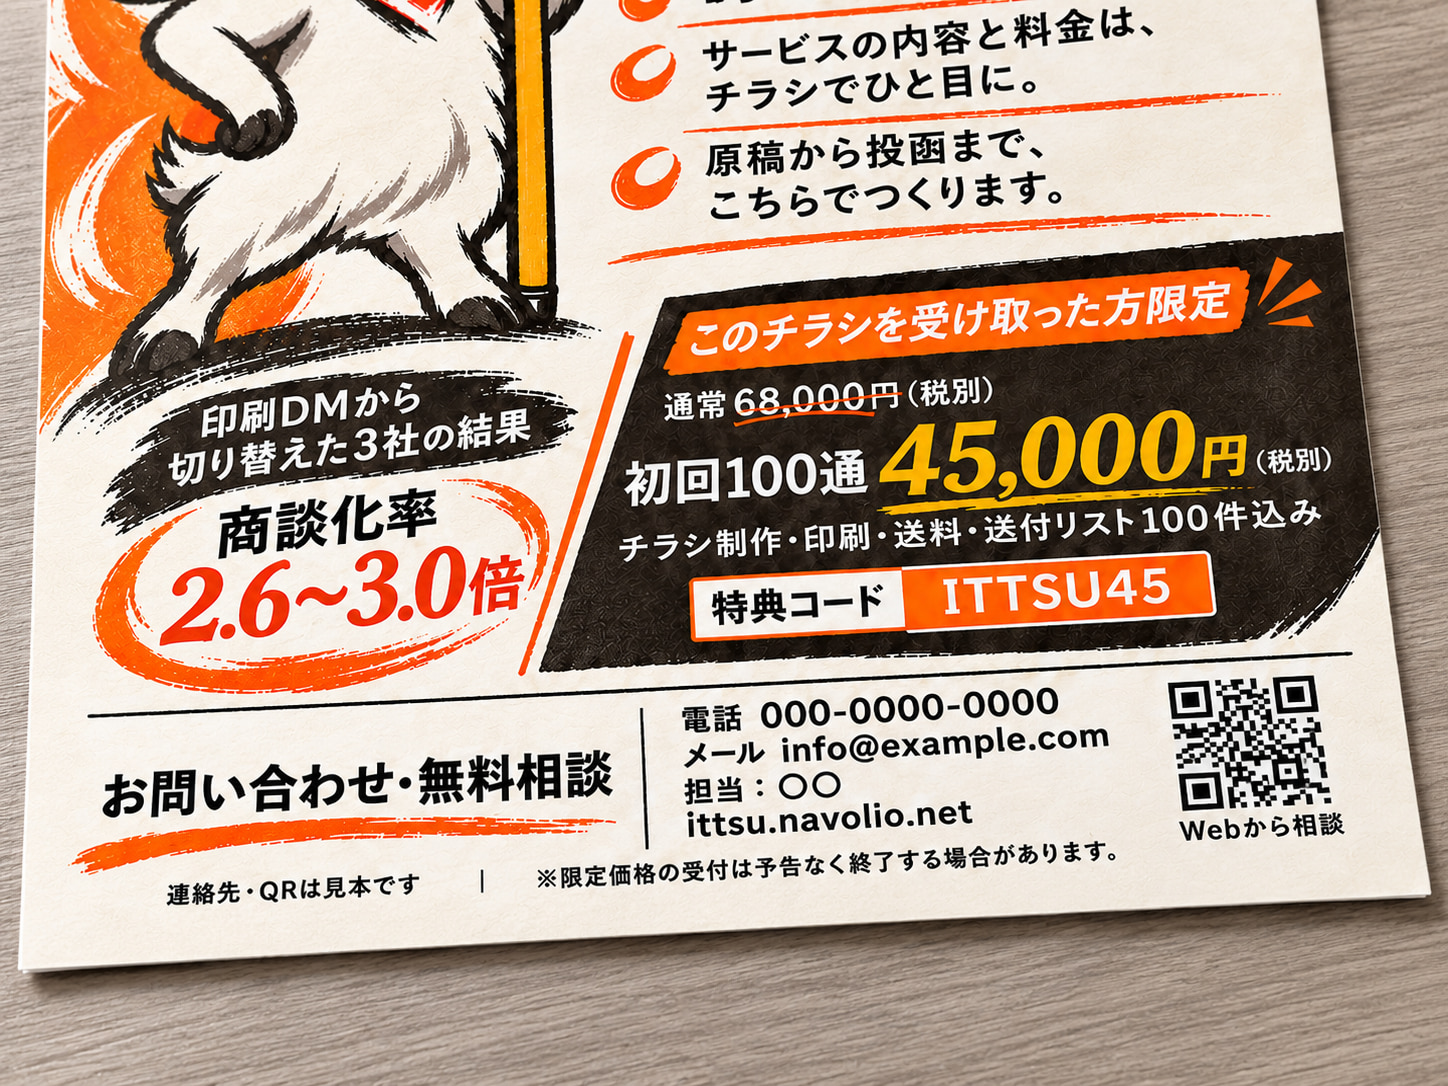 サービスの内容と料金は、
チラシでひと目に。
原稿から投函まで、
こちらでつくります。
このチラシを受け取った方限定
通常 68,000円(税別)
初回100通 45,000円(税別)
チラシ制作・印刷・送料・送付リスト100件込み
特典コード ITTSU45
印刷DMから
切り替えた3社の結果
商談化率
2.6~3.0倍
お問い合わせ・無料相談
電話 000-0000-0000
メール info@example.com
担当:〇〇
ittsu.navolio.net
Webから相談
連絡先・QRは見本です | ※限定価格の受付は予告なく終了する場合があります。